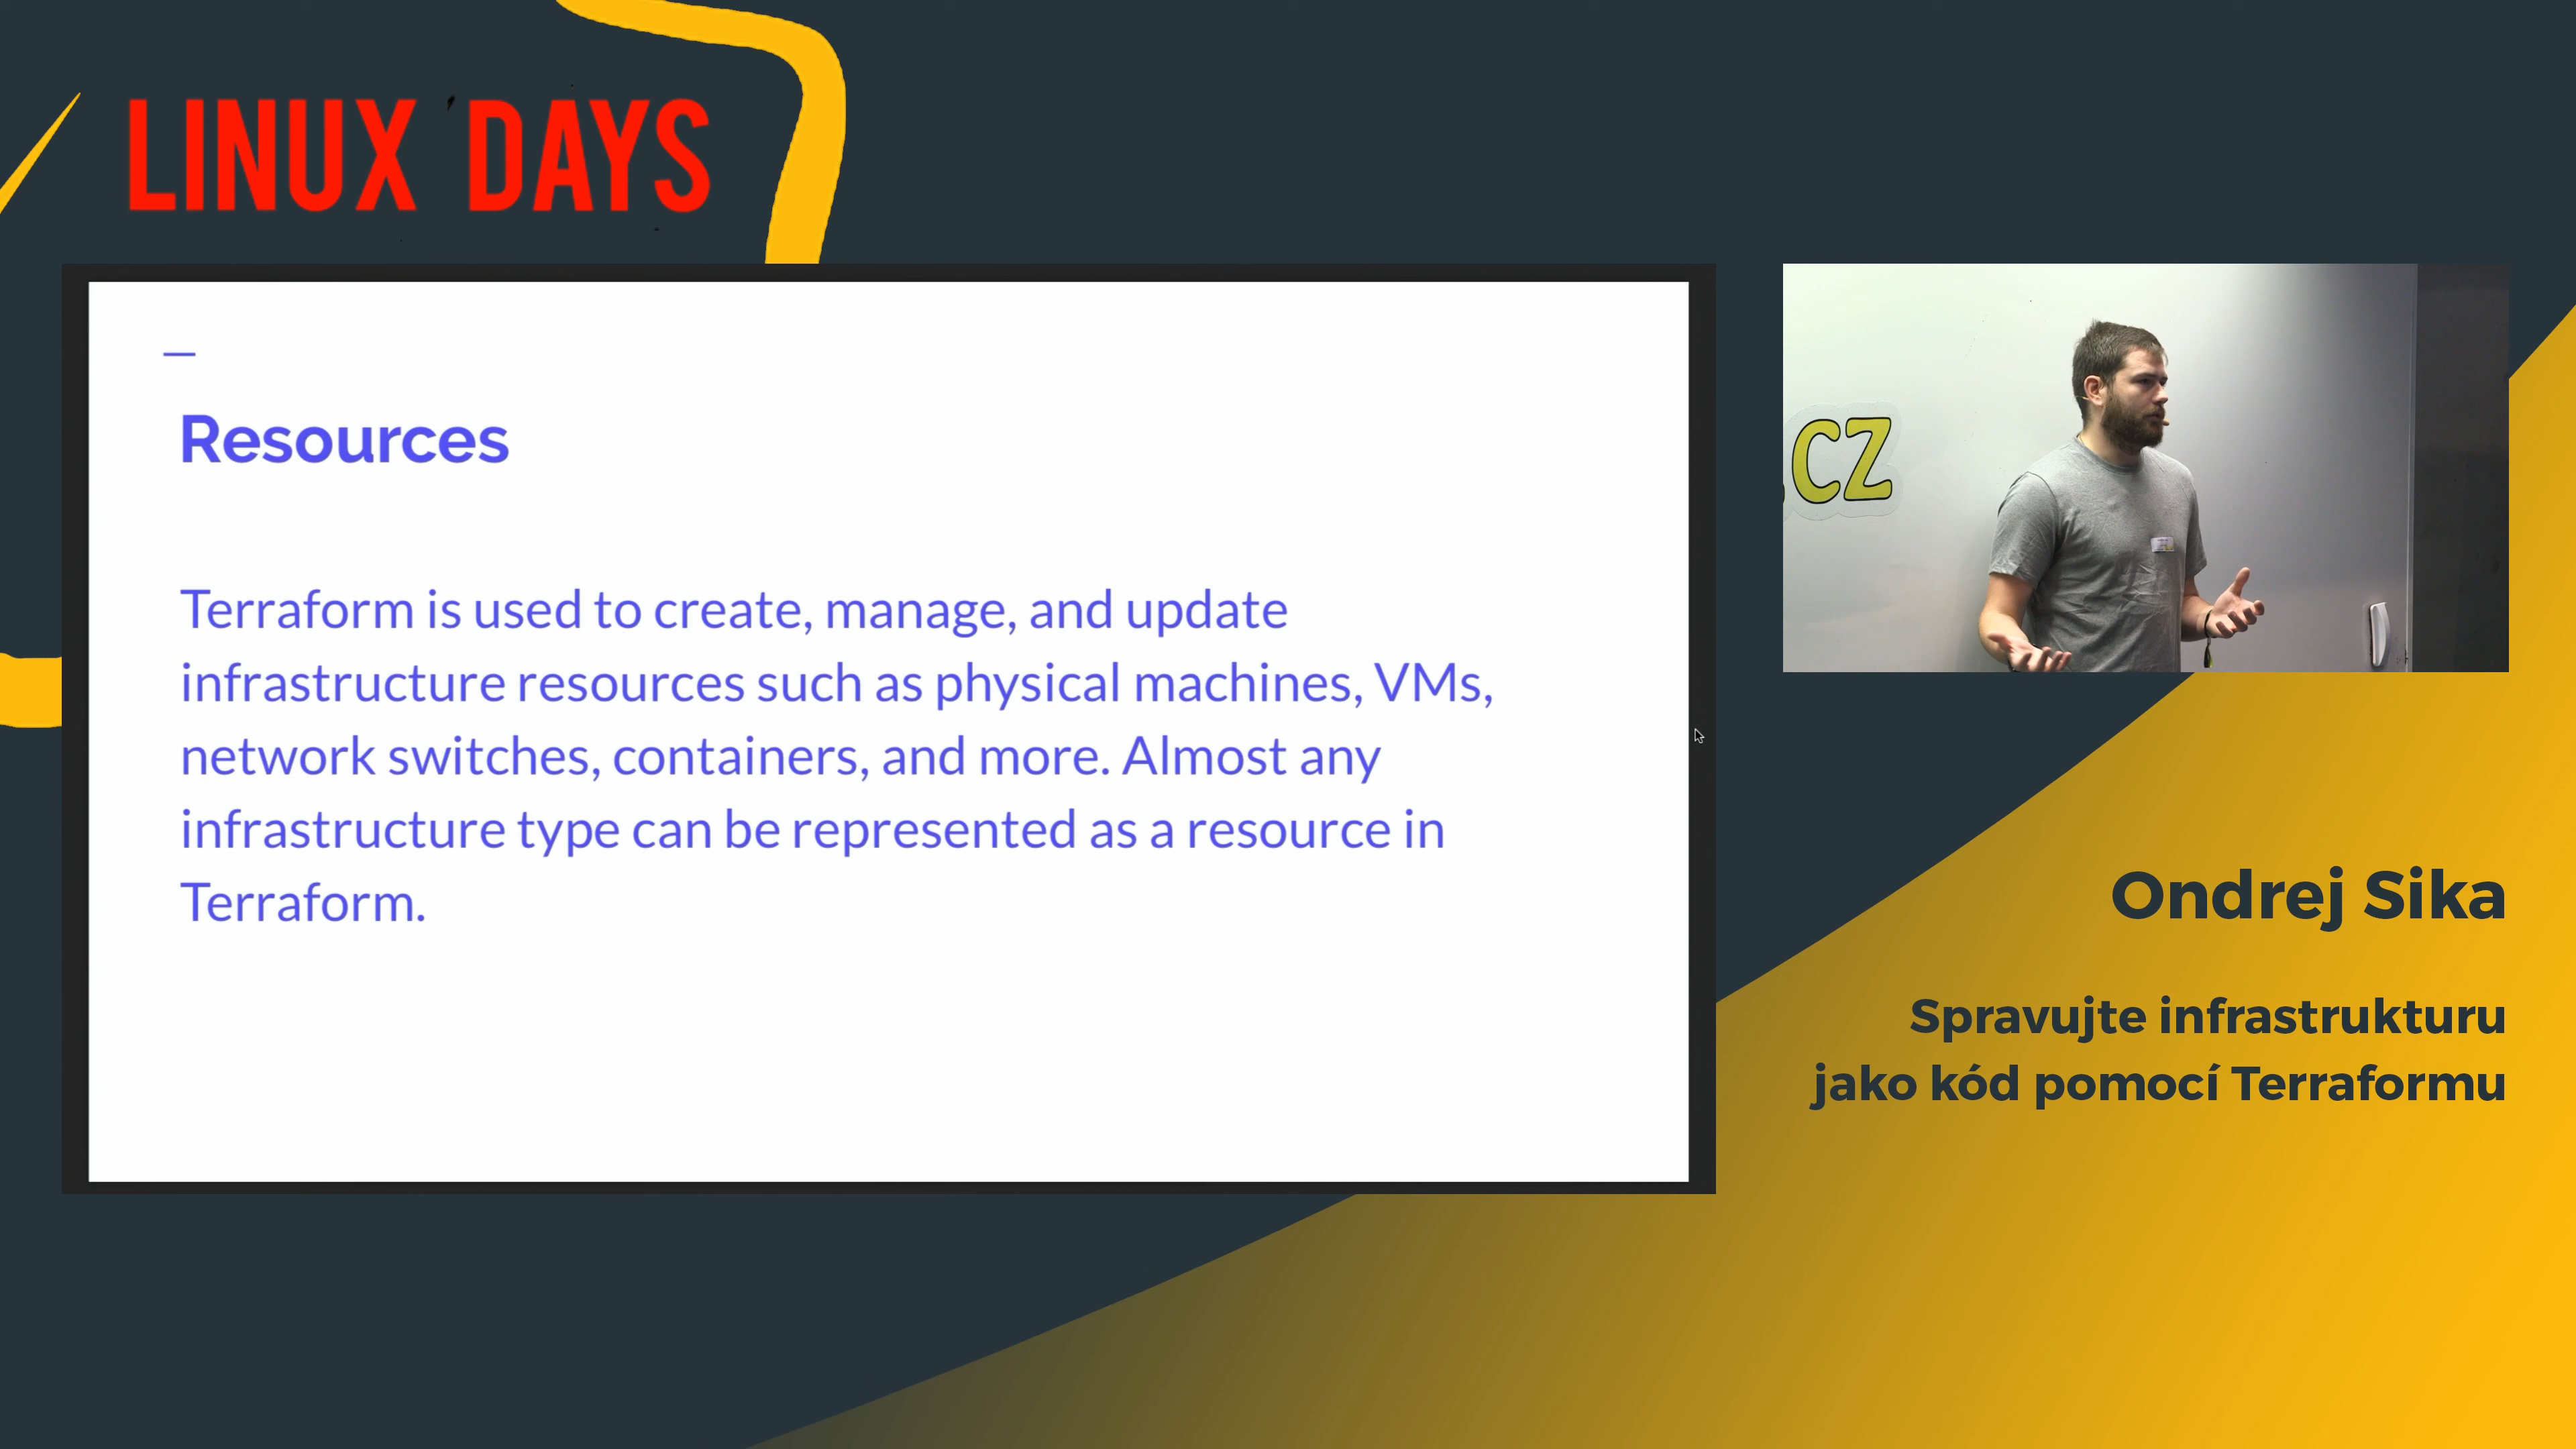 LINUX DAYS
Resources
Terraform is used to create, manage, and update
infrastructure resources such as physical machines, VMs,
network switches, containers, and more. Almost any
infrastructure type can be represented as a resource in
Terraform.
.CZ
Ondrej Sika
Spravujte infrastrukturu
jako kód pomocí Terraformu